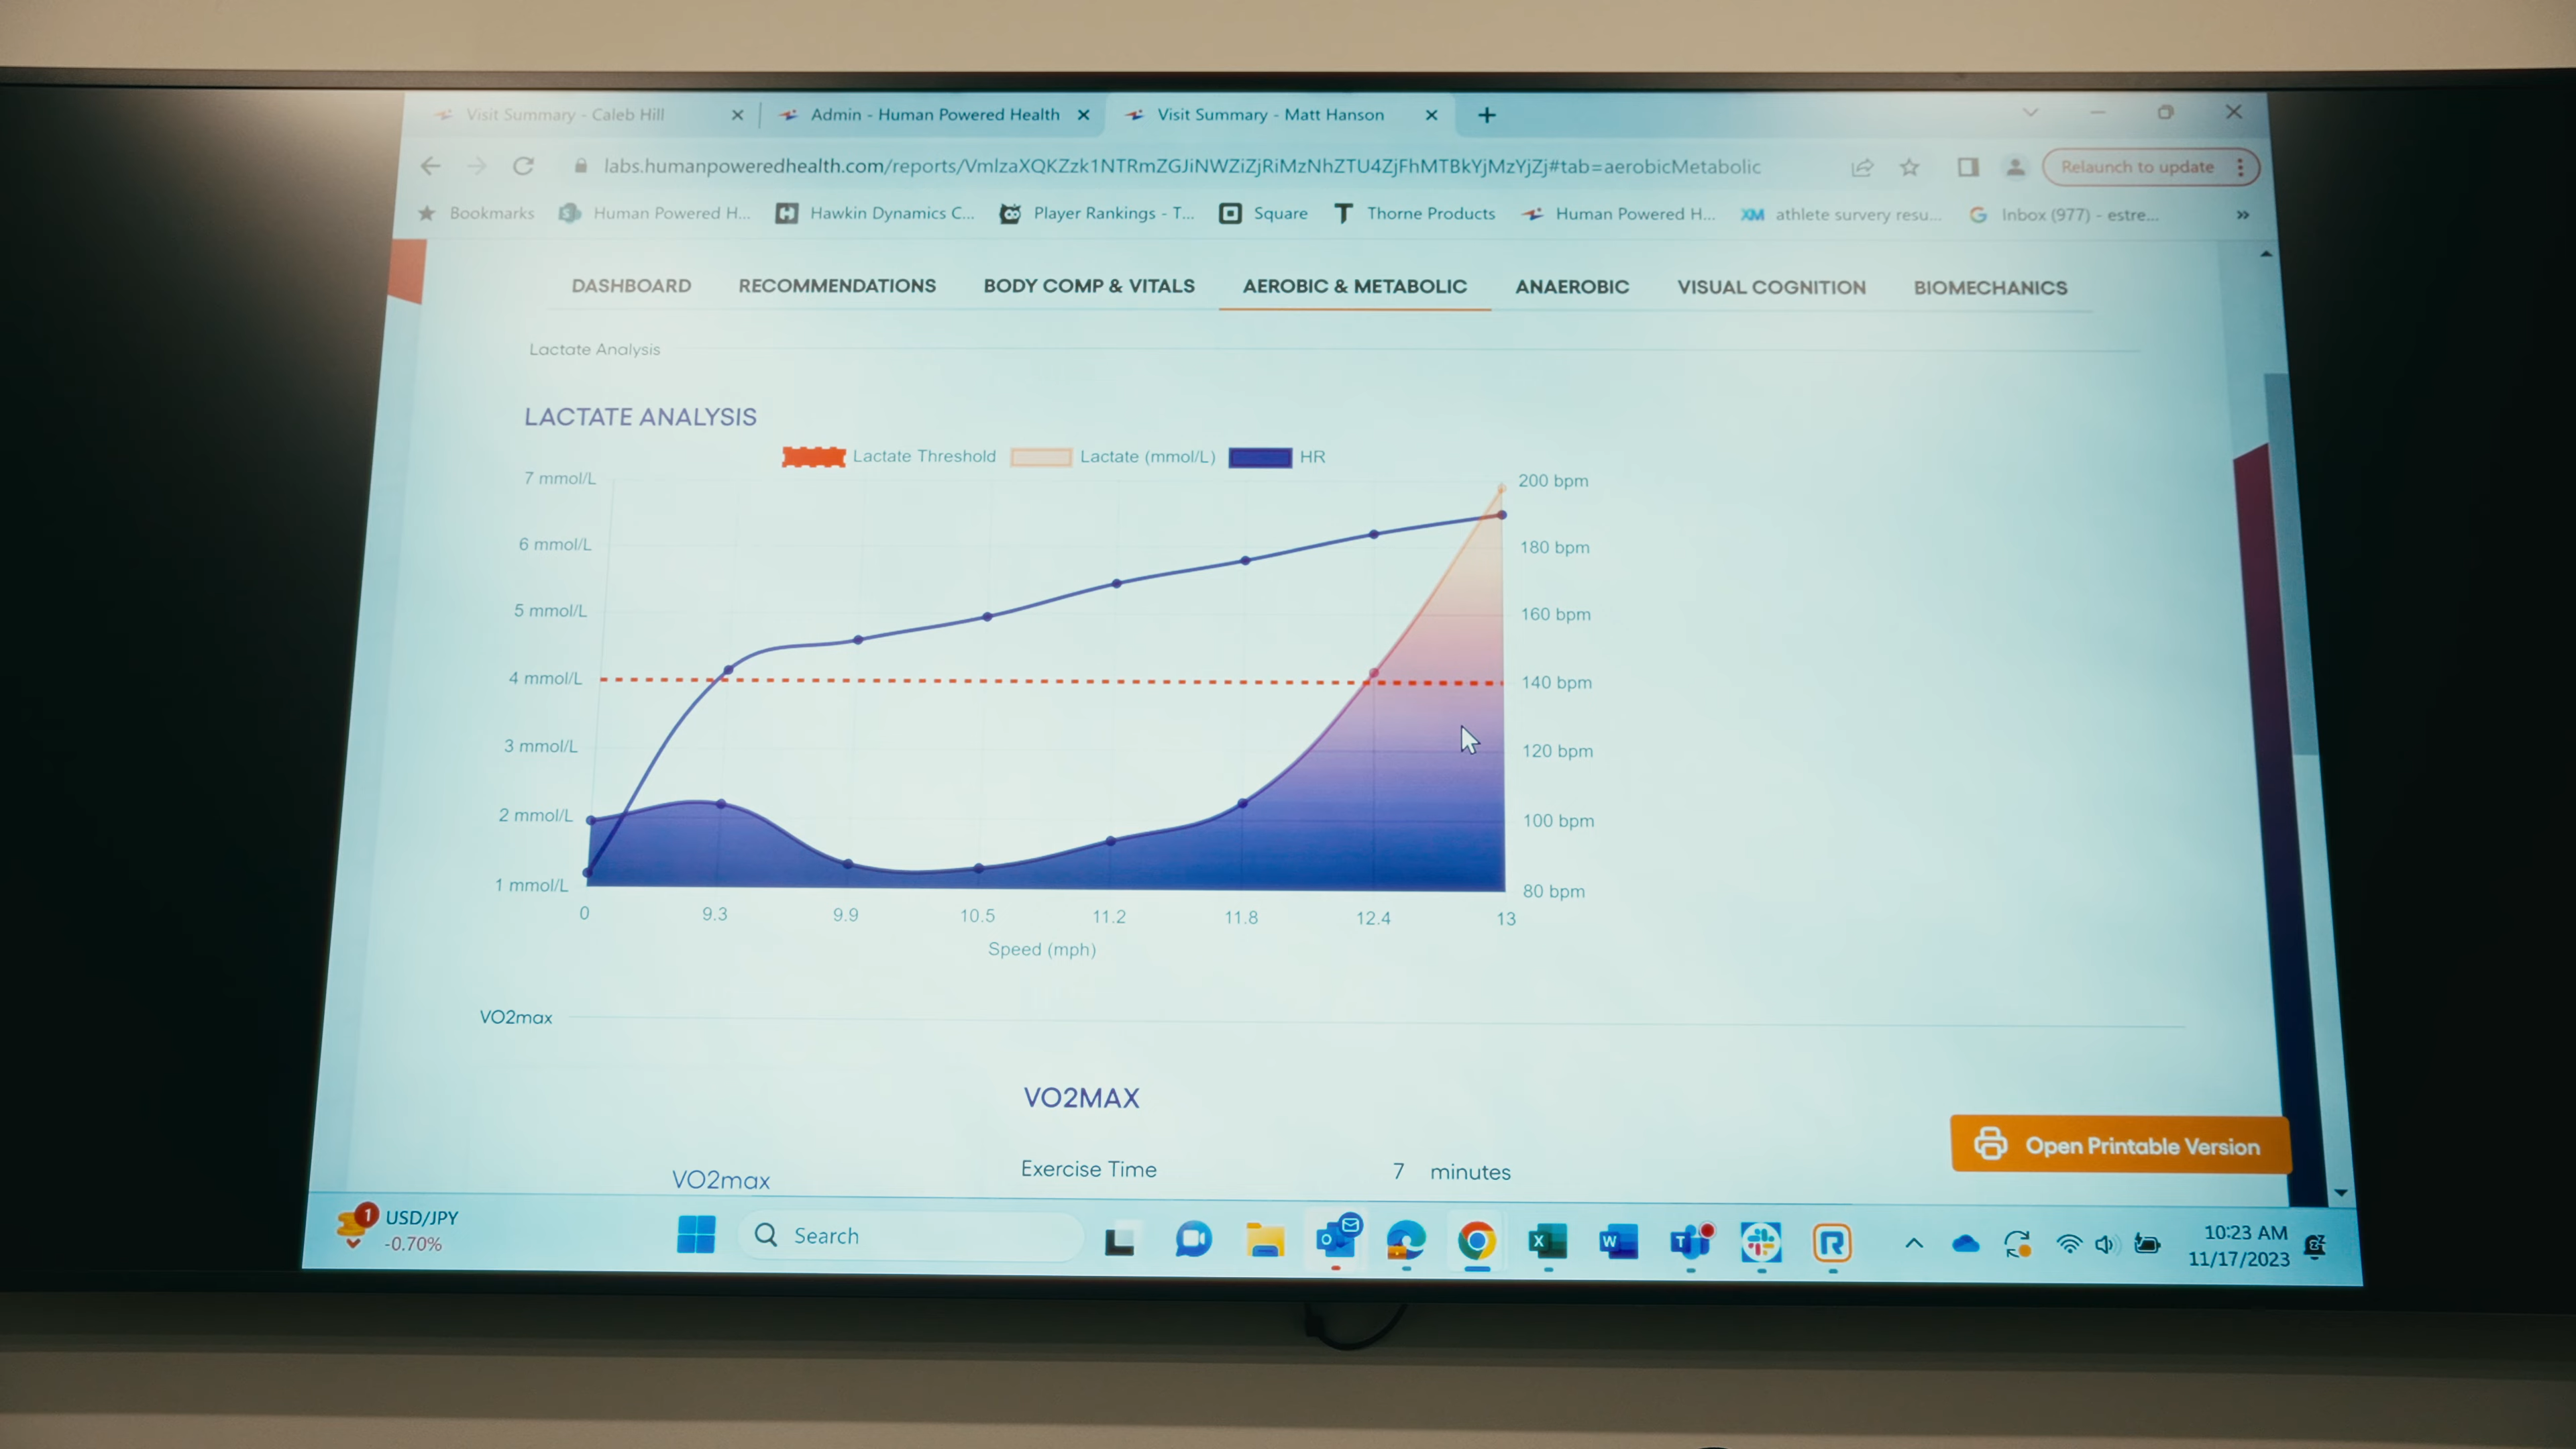 Visit Summary - Caleb Hill Admin - Human Powered Health Visit Summary - Matt Hanson
labs.humanpoweredhealth.com/reports/VmlzaXQKZzk1NTRmZGJiNWZiZjRiMzNhZTU4ZjFhMTBkYjMzYjZj#tab=aerobicMetabolic Relaunch to update
Bookmarks Human Powered H... Hawkin Dynamics C... Player Rankings - T... Square Thorne Products Human Powered H... XM athlete survery resu... Inbox (977) - estre... »
DASHBOARD RECOMMENDATIONS BODY COMP & VITALS AEROBIC & METABOLIC ANAEROBIC VISUAL COGNITION BIOMECHANICS
Lactate Analysis
LACTATE ANALYSIS
Lactate Threshold Lactate (mmol/L) HR
7 mmol/L 200 bpm
6 mmol/L 180 bpm
5 mmol/L 160 bpm
4 mmol/L 140 bpm
3 mmol/L 120 bpm
2 mmol/L 100 bpm
1 mmol/L 80 bpm
0 9.3 9.9 10.5 11.2 11.8 12.4 13
Speed (mph)
VO2max
VO2MAX
Open Printable Version
Exercise Time 7 minutes
VO2max
1 USD/JPY
-0.70%
Search
10:23 AM
11/17/2023